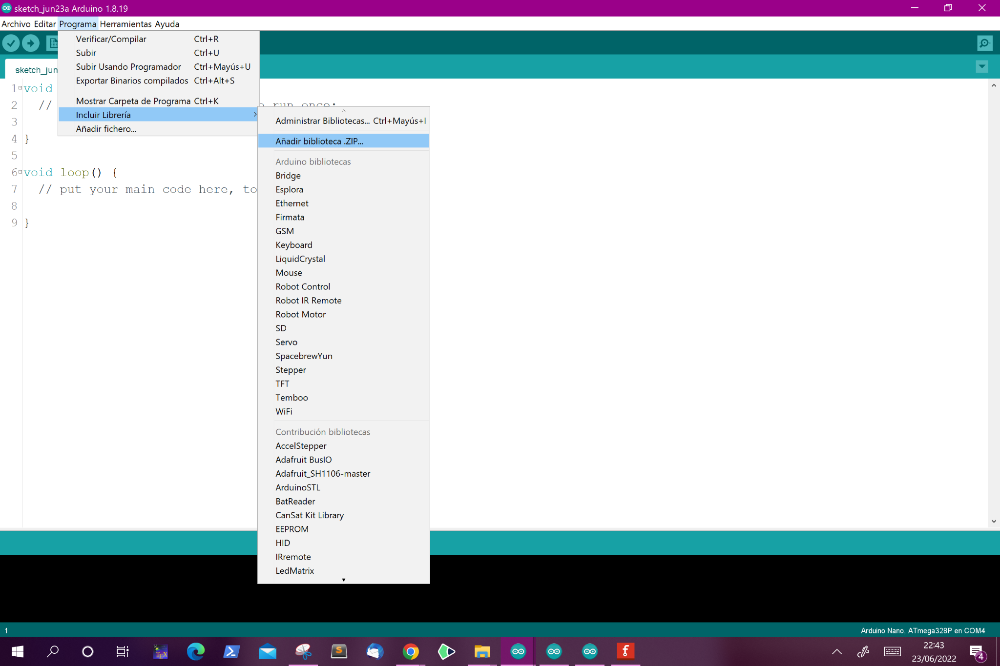 sketch_jun23a Arduino 1.8.19
Archivo Editar Programa Herramientas Ayuda
Verificar/Compilar Ctrl+R
Subir Ctrl+U
Subir Usando Programador Ctrl+Mayús+U
Exportar Binarios compilados Ctrl+Alt+S
Mostrar Carpeta de Programa Ctrl+K
Incluir Librería
Añadir fichero...
sketch_jun
1 void
2 // run once:
3
4 }
5
6 void loop() {
7 // put your main code here, to
8
9 }
Administrar Bibliotecas... Ctrl+Mayús+I
Añadir biblioteca .ZIP...
Arduino bibliotecas
Bridge
Esplora
Ethernet
Firmata
GSM
Keyboard
LiquidCrystal
Mouse
Robot Control
Robot IR Remote
Robot Motor
SD
Servo
SpacebrewYun
Stepper
TFT
Temboo
WiFi
Contribución bibliotecas
AccelStepper
Adafruit BusIO
Adafruit_SH1106-master
ArduinoSTL
BatReader
CanSat Kit Library
EEPROM
HID
IRremote
LedMatrix
1
Arduino Nano, ATmega328P en COM4
TEX
S
f
22:43
23/06/2022
4